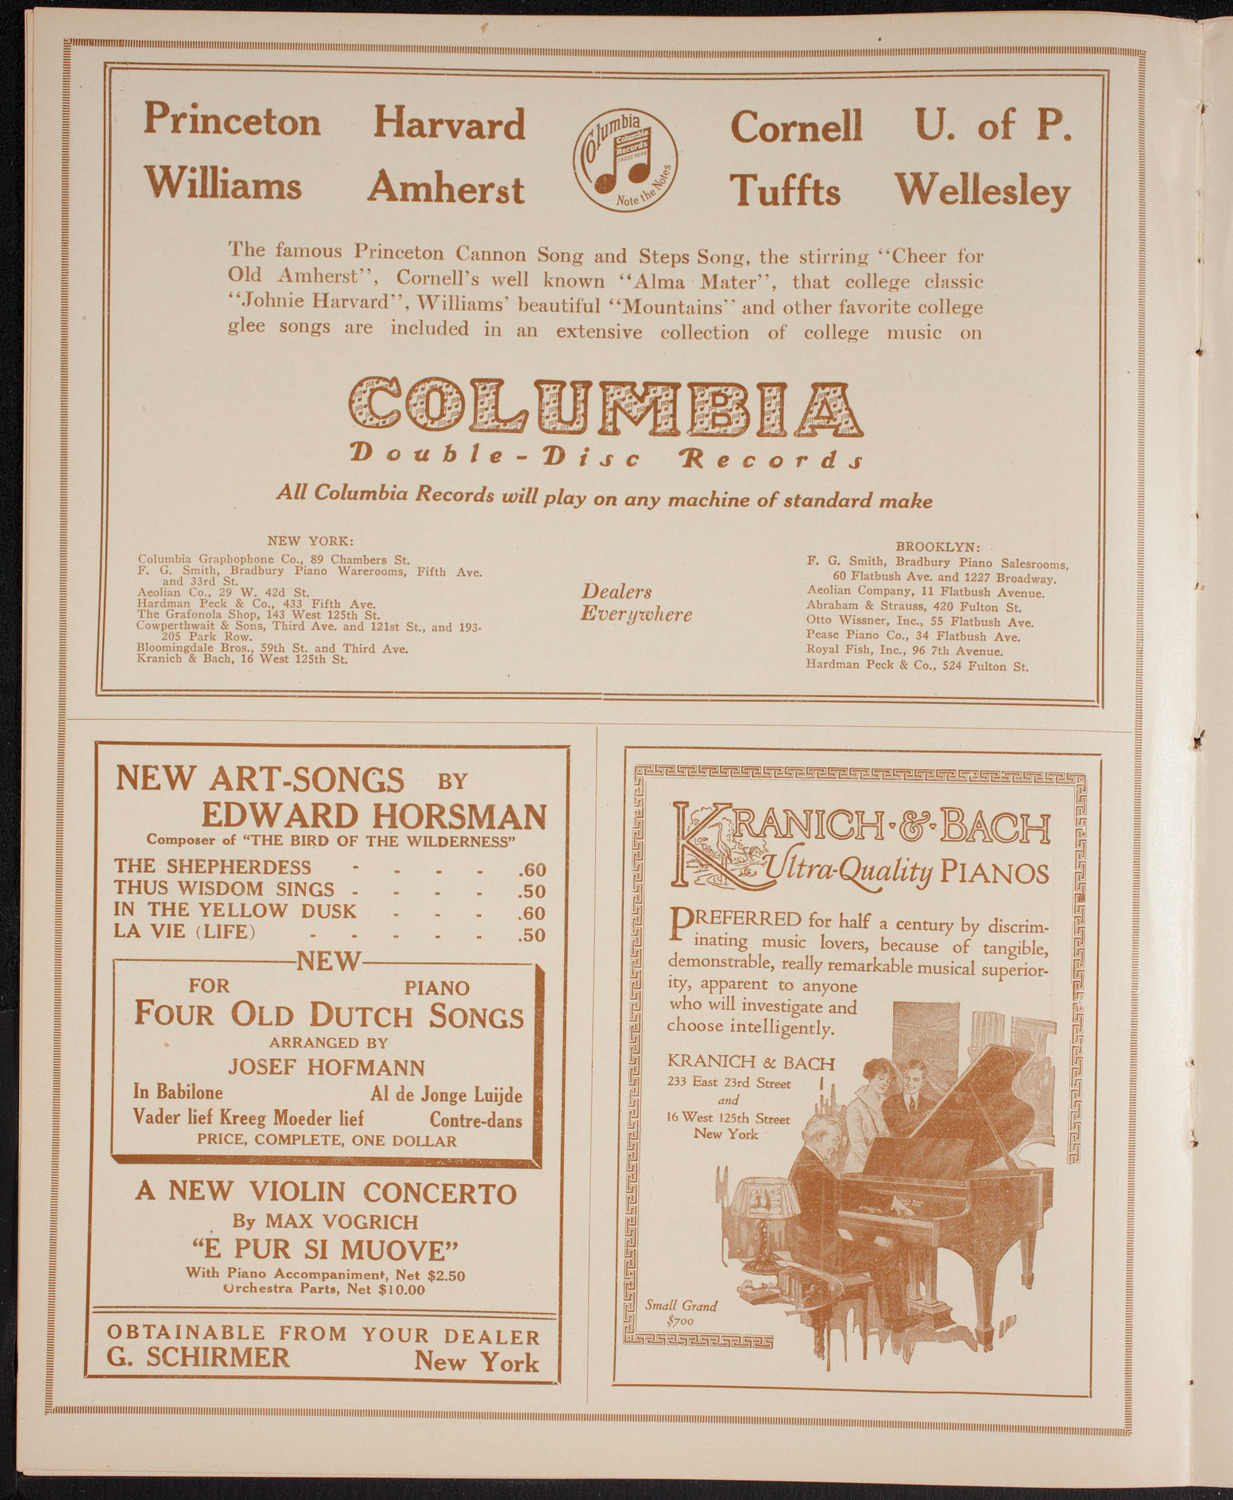 Princeton Harvard Cornell U. of P.
Williams Amherst Tuffts Wellesley
Columbia
Columbia
Records
TRADE MARK
Note the Notes
The famous Princeton Cannon Song and Steps Song, the stirring "Cheer for
Old Amherst", Cornell's well known "Alma Mater", that college classic
"Johnie Harvard", Williams' beautiful "Mountains" and other favorite college
glee songs are included in an extensive collection of college music on
COLUMBIA
Double-Disc Records
All Columbia Records will play on any machine of standard make
NEW YORK:
Columbia Graphophone Co., 89 Chambers St.
F. G. Smith, Bradbury Piano Warerooms, Fifth Ave.
and 33rd St.
Aeolian Co., 29 W. 42d St.
Hardman Peck & Co., 433 Fifth Ave.
The Grafonola Shop, 143 West 125th St.
Cowperthwait & Sons, Third Ave. and 121st St., and 193-
205 Park Row.
Bloomingdale Bros., 59th St. and Third Ave.
Kranich & Bach, 16 West 125th St.
Dealers
Everywhere
BROOKLYN:
F. G. Smith, Bradbury Piano Salesrooms,
60 Flatbush Ave. and 1227 Broadway.
Aeolian Company, 11 Flatbush Avenue.
Abraham & Strauss, 420 Fulton St.
Otto Wissner, Inc., 55 Flatbush Ave.
Pease Piano Co., 34 Flatbush Ave.
Royal Fish, Inc., 96 7th Avenue.
Hardman Peck & Co., 524 Fulton St.
NEW ART-SONGS BY
EDWARD HORSMAN
Composer of "THE BIRD OF THE WILDERNESS"
THE SHEPHERDESS - - - - .60
THUS WISDOM SINGS - - - - .50
IN THE YELLOW DUSK - - - .60
LA VIE (LIFE) - - - - - .50
NEW
FOR PIANO
FOUR OLD DUTCH SONGS
ARRANGED BY
JOSEF HOFMANN
In Babilone Al de Jonge Luijde
Vader lief Kreeg Moeder lief Contre-dans
PRICE, COMPLETE, ONE DOLLAR
A NEW VIOLIN CONCERTO
By MAX VOGRICH
"E PUR SI MUOVE"
With Piano Accompaniment, Net $2.50
Orchestra Parts, Net $10.00
OBTAINABLE FROM YOUR DEALER
G. SCHIRMER New York
KRANICH·&·BACH
Ultra-Quality PIANOS
PREFERRED for half a century by discrim-
inating music lovers, because of tangible,
demonstrable, really remarkable musical superior-
ity, apparent to anyone
who will investigate and
choose intelligently.
KRANICH & BACH
233 East 23rd Street
and
16 West 125th Street
New York
Small Grand
$700